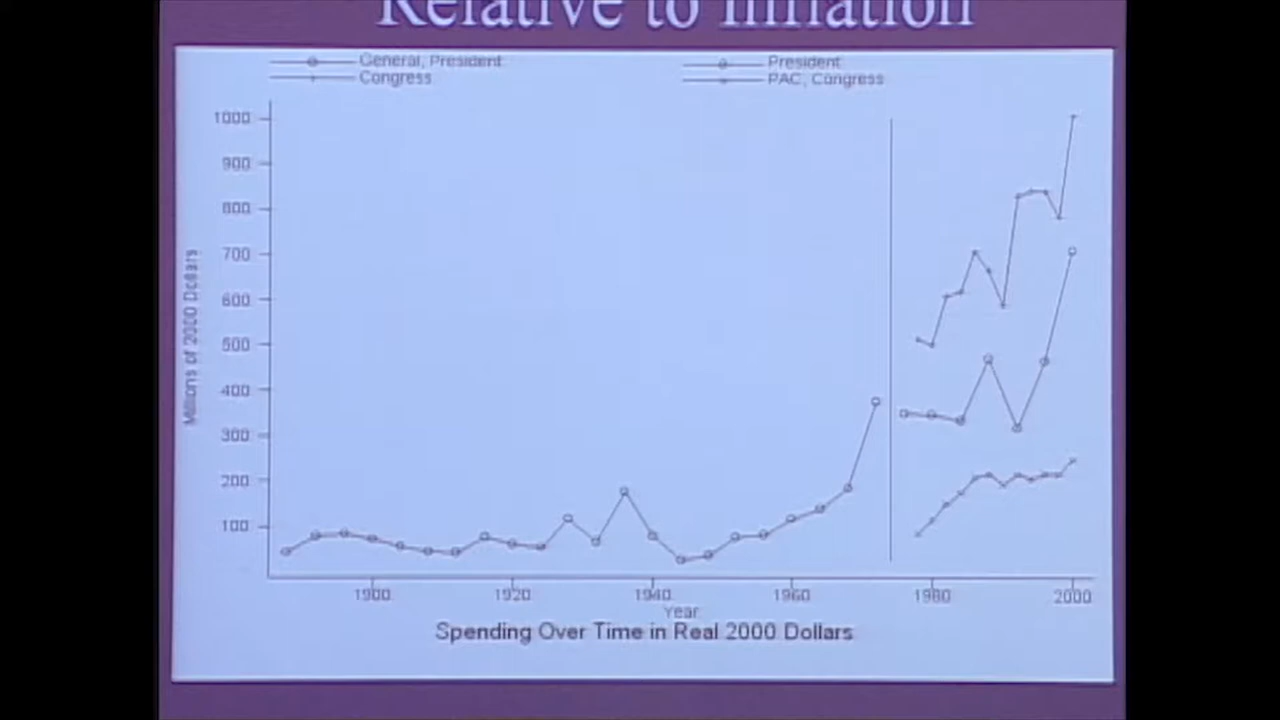 Relative to Inflation
General, President
President
Congress
PAC, Congress
1000
900
800
700
600
500
400
300
200
100
Millions of 2000 Dollars
1900
1920
1940
1960
1980
2000
Year
Spending Over Time in Real 2000 Dollars